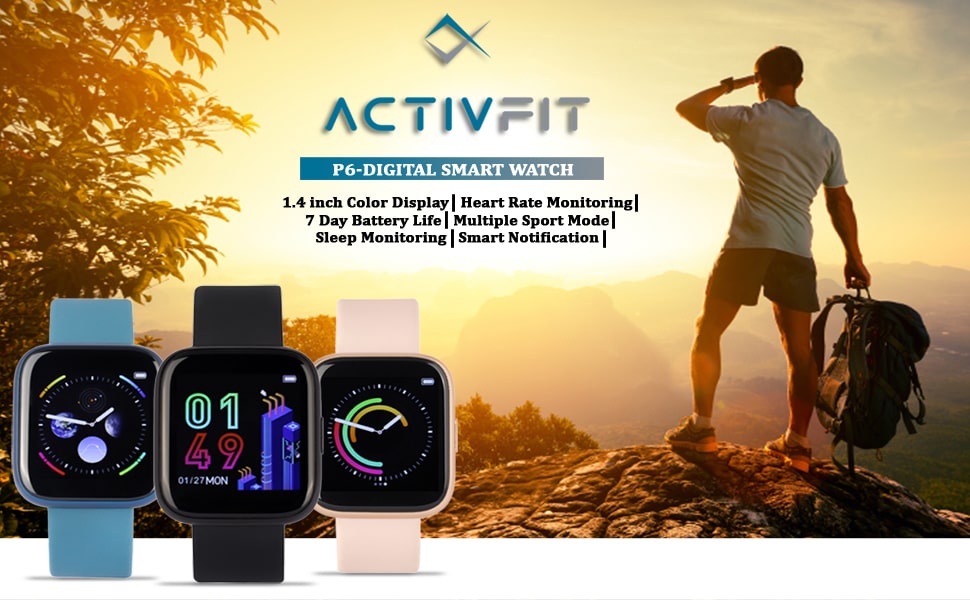 ACTIVFIT
P6-DIGITAL SMART WATCH
1.4 inch Color Display| Heart Rate Monitoring|
7 Day Battery Life| Multiple Sport Mode|
Sleep Monitoring | Smart Notification |
01
49
01/27MON